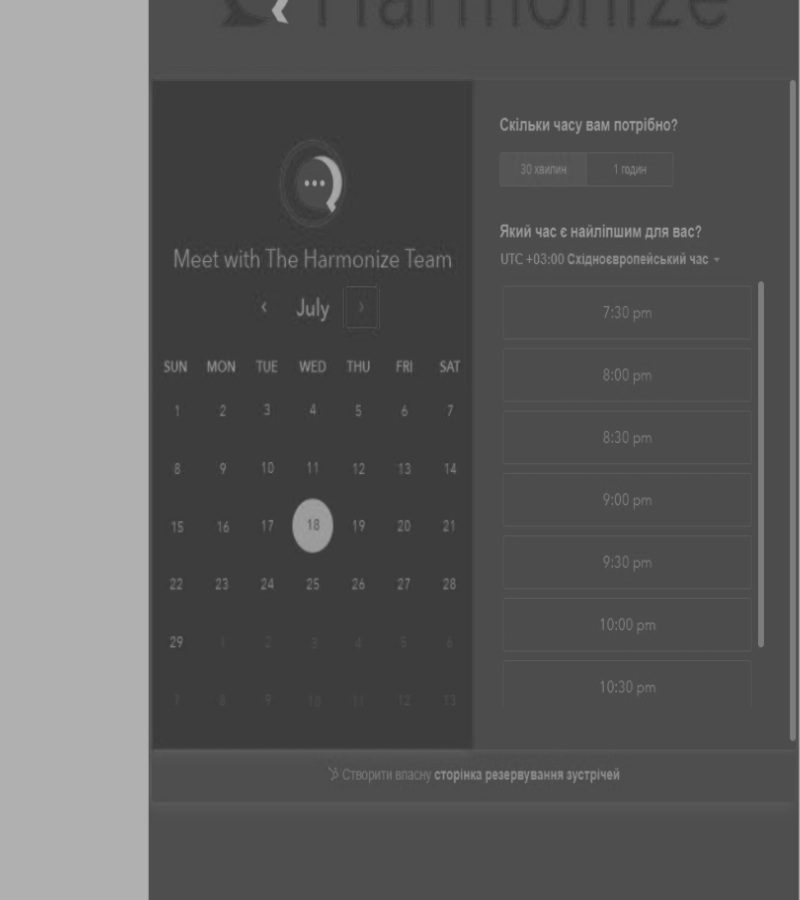 Harmonize
Meet with The Harmonize Team
July
SUN MON TUE WED THU FRI SAT
1 2 3 4 5 6 7
8 9 10 11 12 13 14
15 16 17 18 19 20 21
22 23 24 25 26 27 28
29 1 2 3 4 5 6
7 8 9 10 11 12 13
Скільки часу вам потрібно?
30 хвилин 1 годин
Який час є найліпшим для вас?
UTC +03:00 Східноєвропейський час
7:30 pm
8:00 pm
8:30 pm
9:00 pm
9:30 pm
10:00 pm
10:30 pm
Створити власну сторінка резервування зустрічей